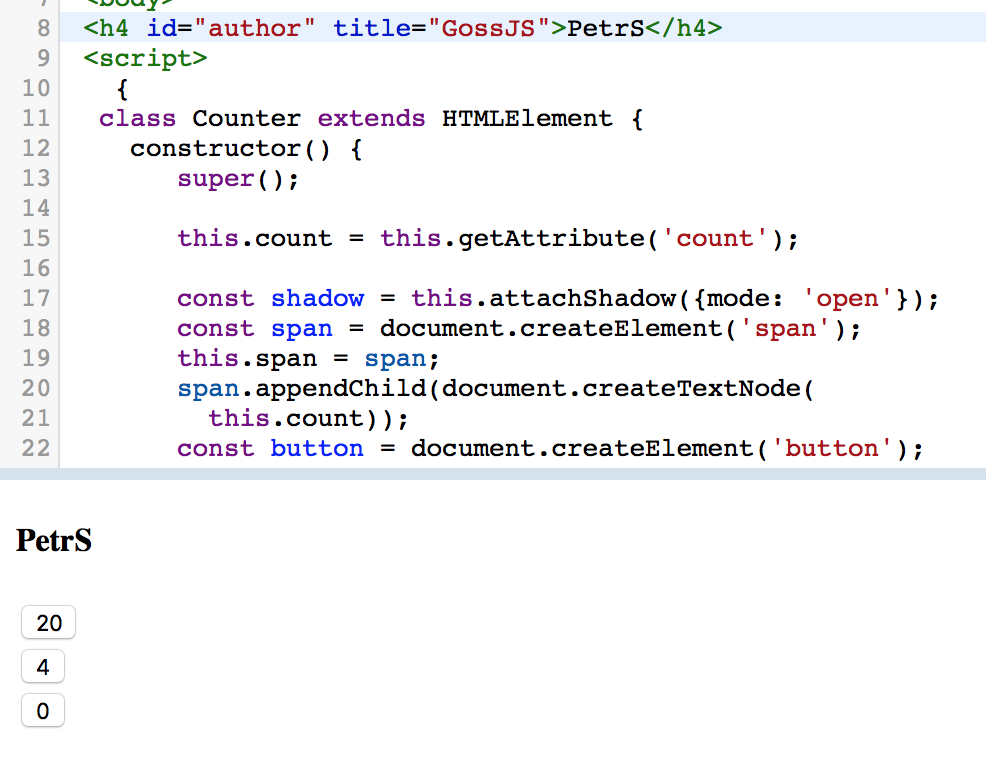 7 <body>
8 <h4 id="author" title="GossJS">PetrS</h4>
9 <script>
10 {
11 class Counter extends HTMLElement {
12 constructor() {
13 super();
14
15 this.count = this.getAttribute('count');
16
17 const shadow = this.attachShadow({mode: 'open'});
18 const span = document.createElement('span');
19 this.span = span;
20 span.appendChild(document.createTextNode(
21 this.count));
22 const button = document.createElement('button');
PetrS
20
4
0